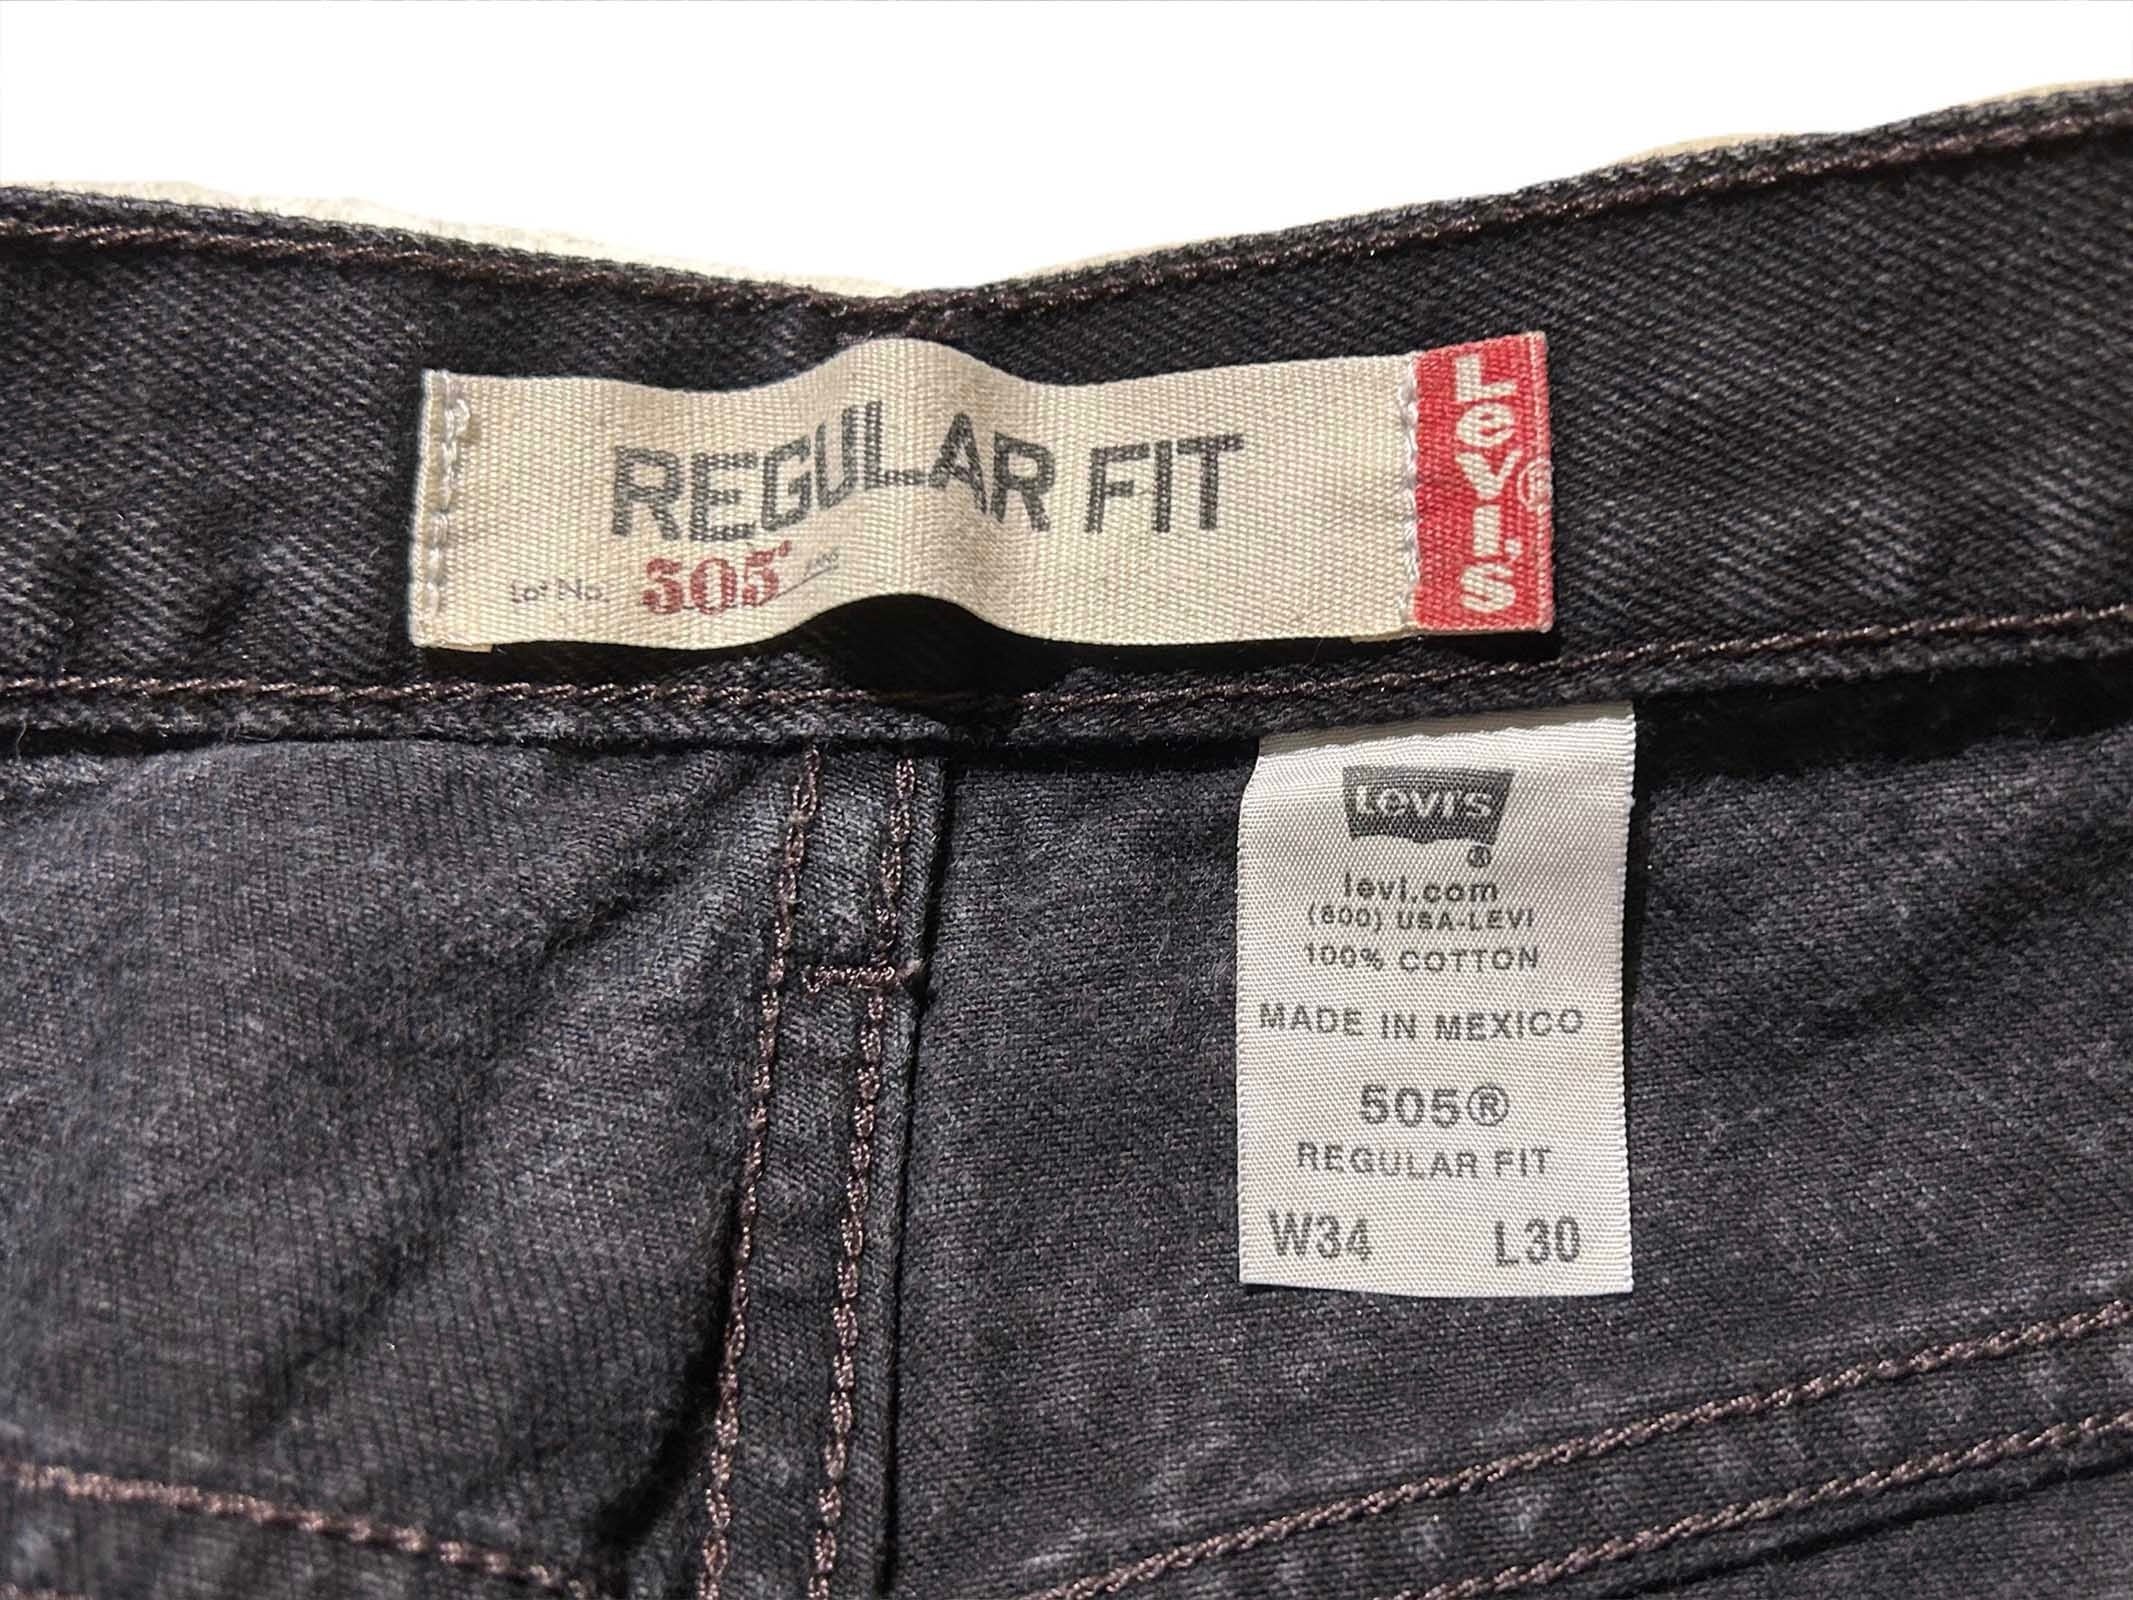 REGULAR FIT
Lot No. 505®
Levi's®
Levi's
®
levi.com
(800) USA-LEVI
100% COTTON
MADE IN MEXICO
505®
REGULAR FIT
W34 L30